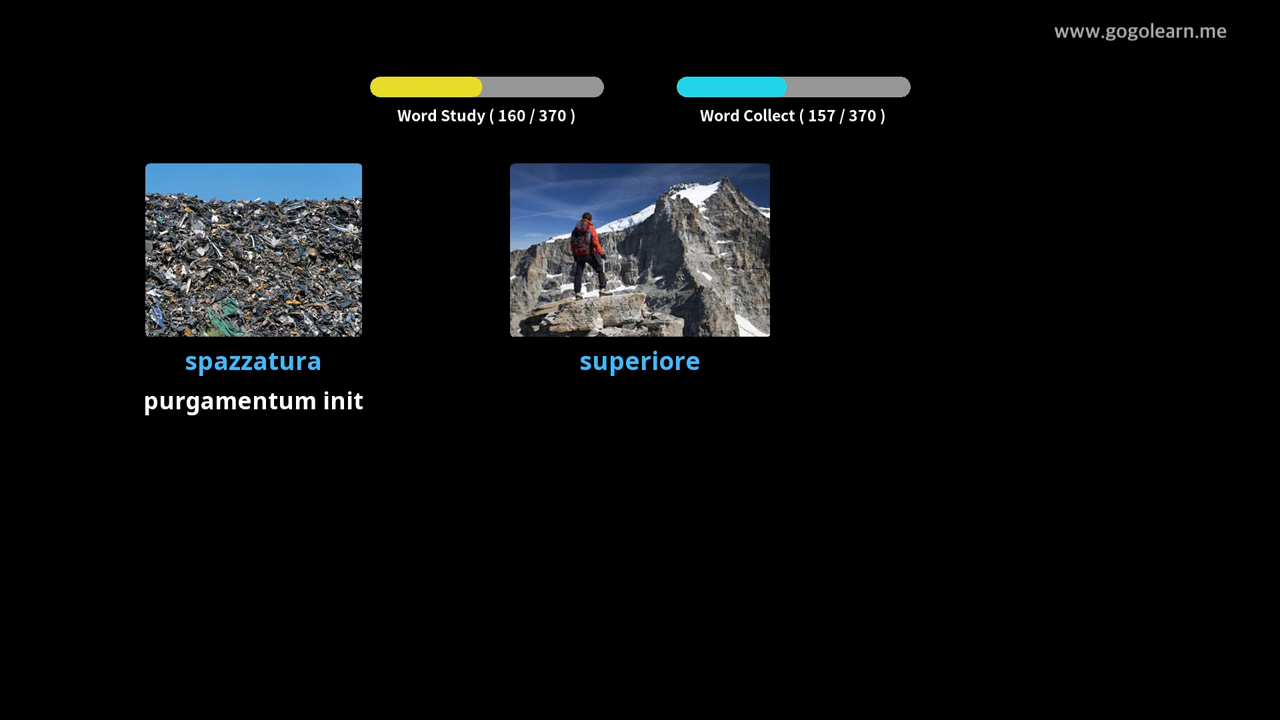 www.gogolearn.me
Word Study ( 160 / 370 )
Word Collect ( 157 / 370 )
spazzatura
superiore
purgamentum init